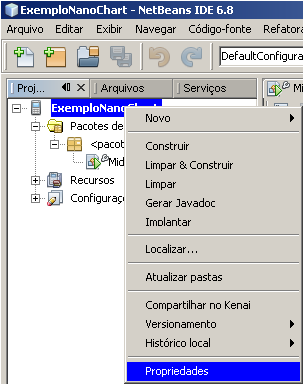 ExemploNanoChart - NetBeans IDE 6.8
Arquivo Editar Exibir Navegar Código-fonte Refatora
DefaultConfigura
Proj... Arquivos Serviços Mi
ExemploNanoChart
Pacotes de
<pacot
Mid
Recursos
Configuraç
Novo
Construir
Limpar & Construir
Limpar
Gerar Javadoc
Implantar
Localizar...
Atualizar pastas
Compartilhar no Kenai
Versionamento
Histórico local
Propriedades